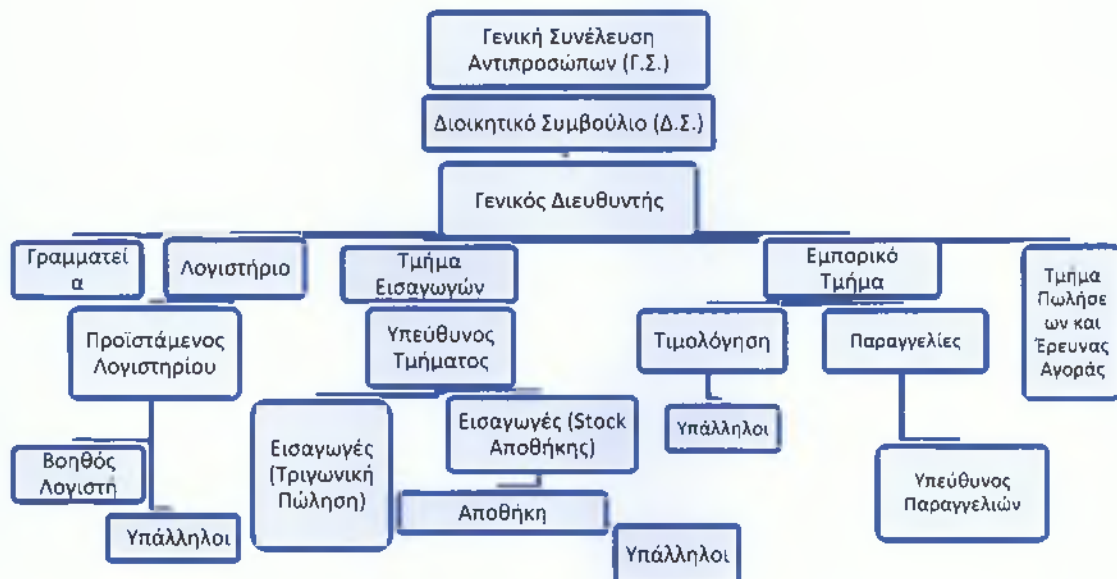 Γενική Συνέλευση
Αντιπροσώπων (Γ.Σ.)
Διοικητικό Συμβούλιο (Δ.Σ.)
Γενικός Διευθυντής
Γραμματεί
α
Λογιστήριο
Τμήμα
Εισαγωγών
Εμπορικό
Τμήμα
Τμήμα
Πωλήσε
ων και
Έρευνας
Αγοράς
Προϊστάμενος
Λογιστηρίου
Υπεύθυνος
Τμήματος
Τιμολόγηση
Παραγγελίες
Βοηθός
Λογιστή
Υπάλληλοι
Εισαγωγές
(Τριγωνική
Πώληση)
Εισαγωγές (Stock
Αποθήκης)
Αποθήκη
Υπάλληλοι
Υπάλληλοι
Υπεύθυνος
Παραγγελιών